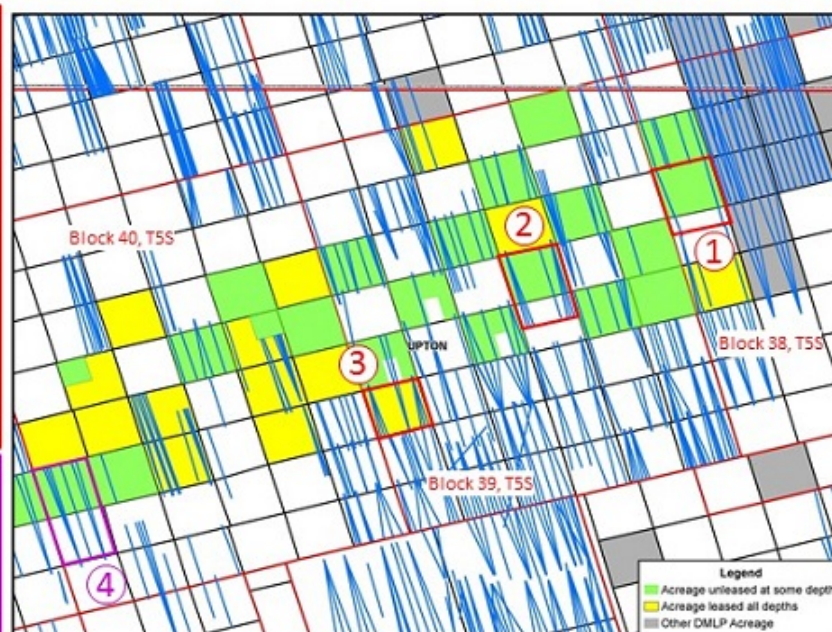 Block 40, T5S
2
1
Block 38, T5S
UPTON
3
Block 39, T5S
4
Legend
Acreage unleased at some depth
Acreage leased all depths
Other DMLP Acreage